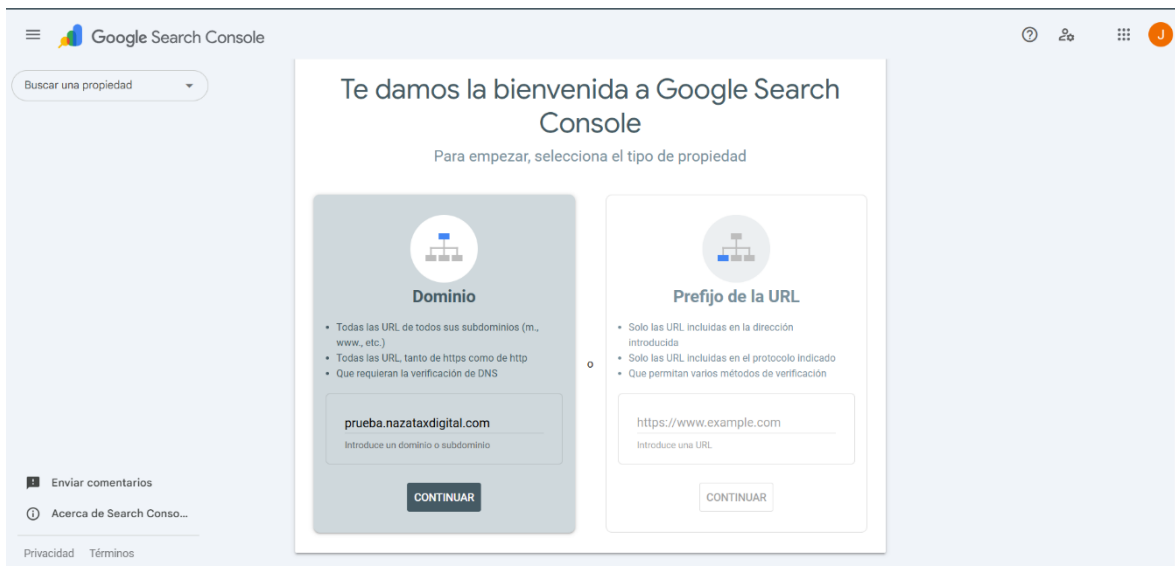 Google Search Console
J
Buscar una propiedad
Te damos la bienvenida a Google Search
Console
Para empezar, selecciona el tipo de propiedad
Dominio
• Todas las URL de todos sus subdominios (m.,
www., etc.)
• Todas las URL, tanto de https como de http
• Que requieran la verificación de DNS
prueba.nazataxdigital.com
Introduce un dominio o subdominio
CONTINUAR
o
Prefijo de la URL
• Solo las URL incluidas en la dirección
introducida
• Solo las URL incluidas en el protocolo indicado
• Que permitan varios métodos de verificación
https://www.example.com
Introduce una URL
CONTINUAR
Enviar comentarios
Acerca de Search Conso...
Privacidad Términos